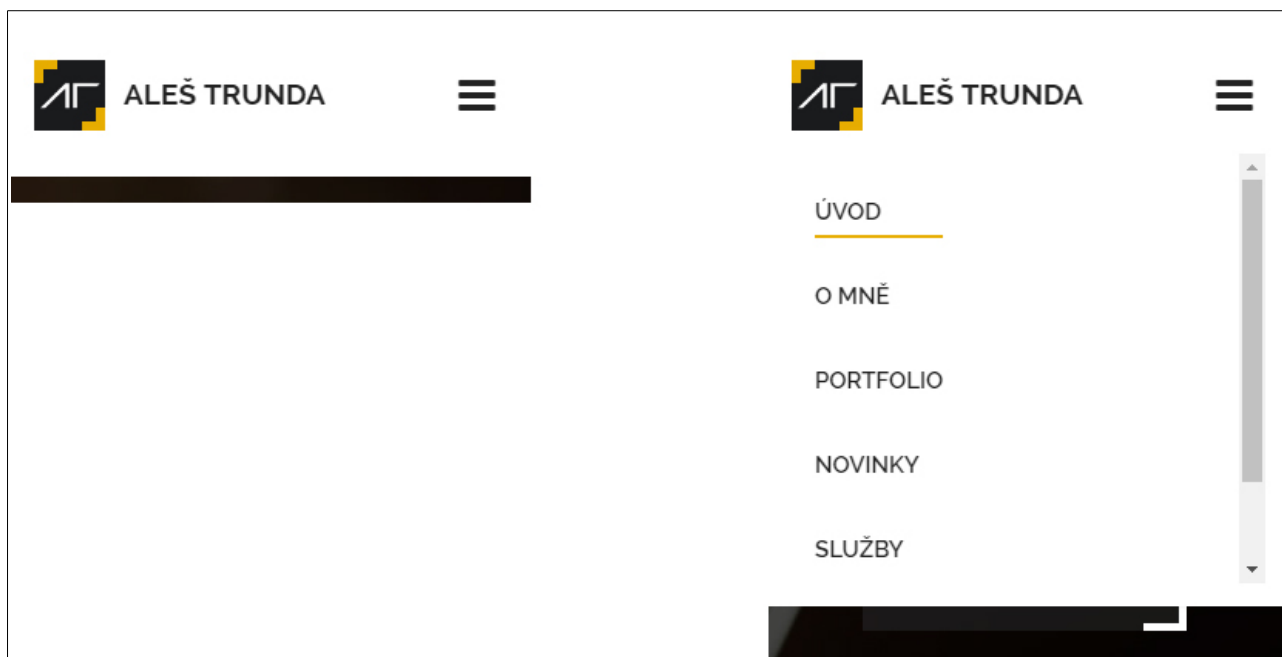 ALEŠ TRUNDA
ALEŠ TRUNDA
ÚVOD
O MNĚ
PORTFOLIO
NOVINKY
SLUŽBY